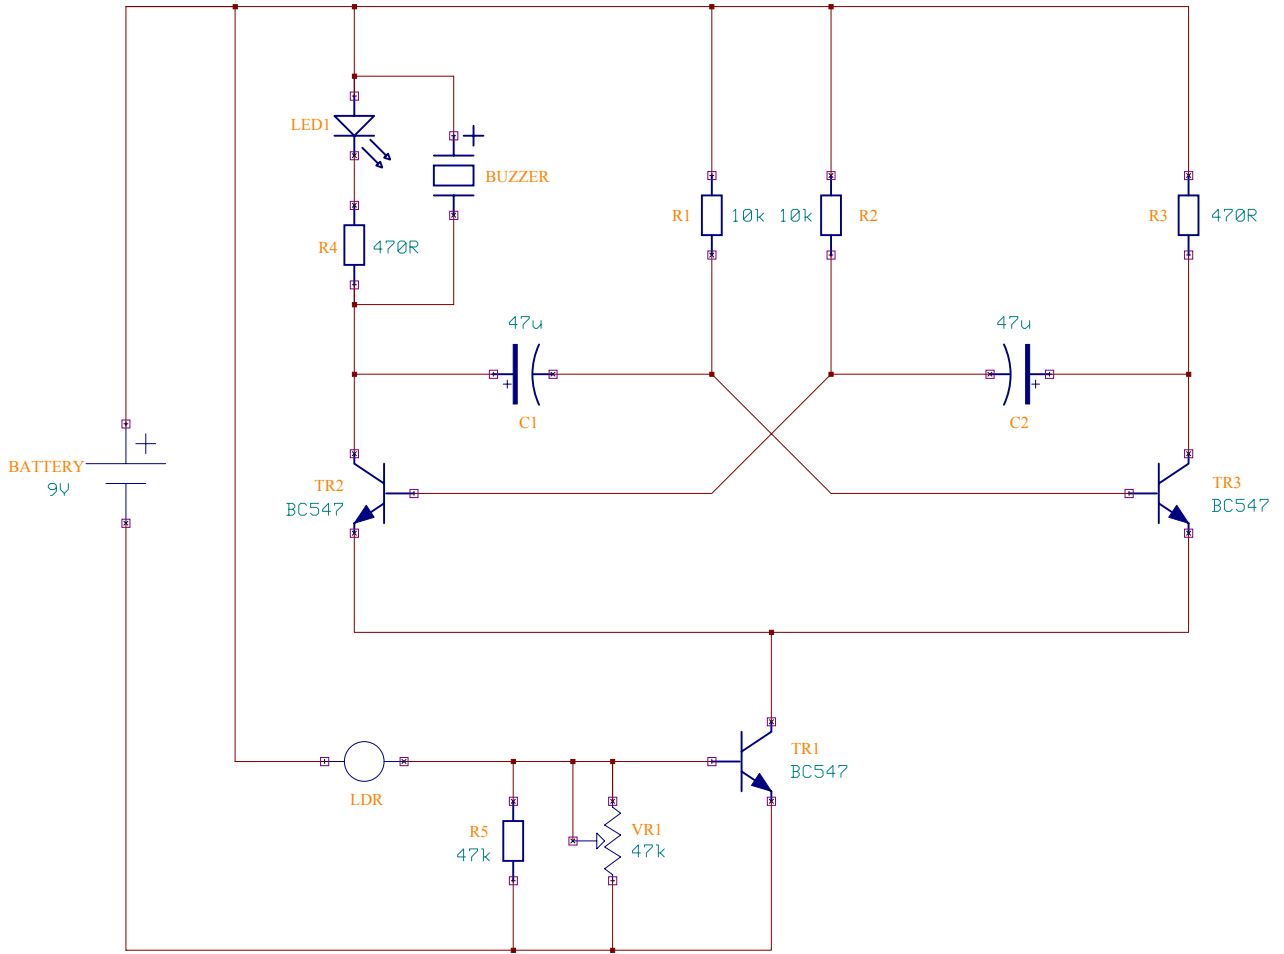 LED1
BUZZER
R4
470R
R1
10k
10k
R2
R3
470R
47u
C1
47u
C2
BATTERY
9V
TR2
BC547
TR3
BC547
TR1
BC547
LDR
R5
47k
VR1
47k